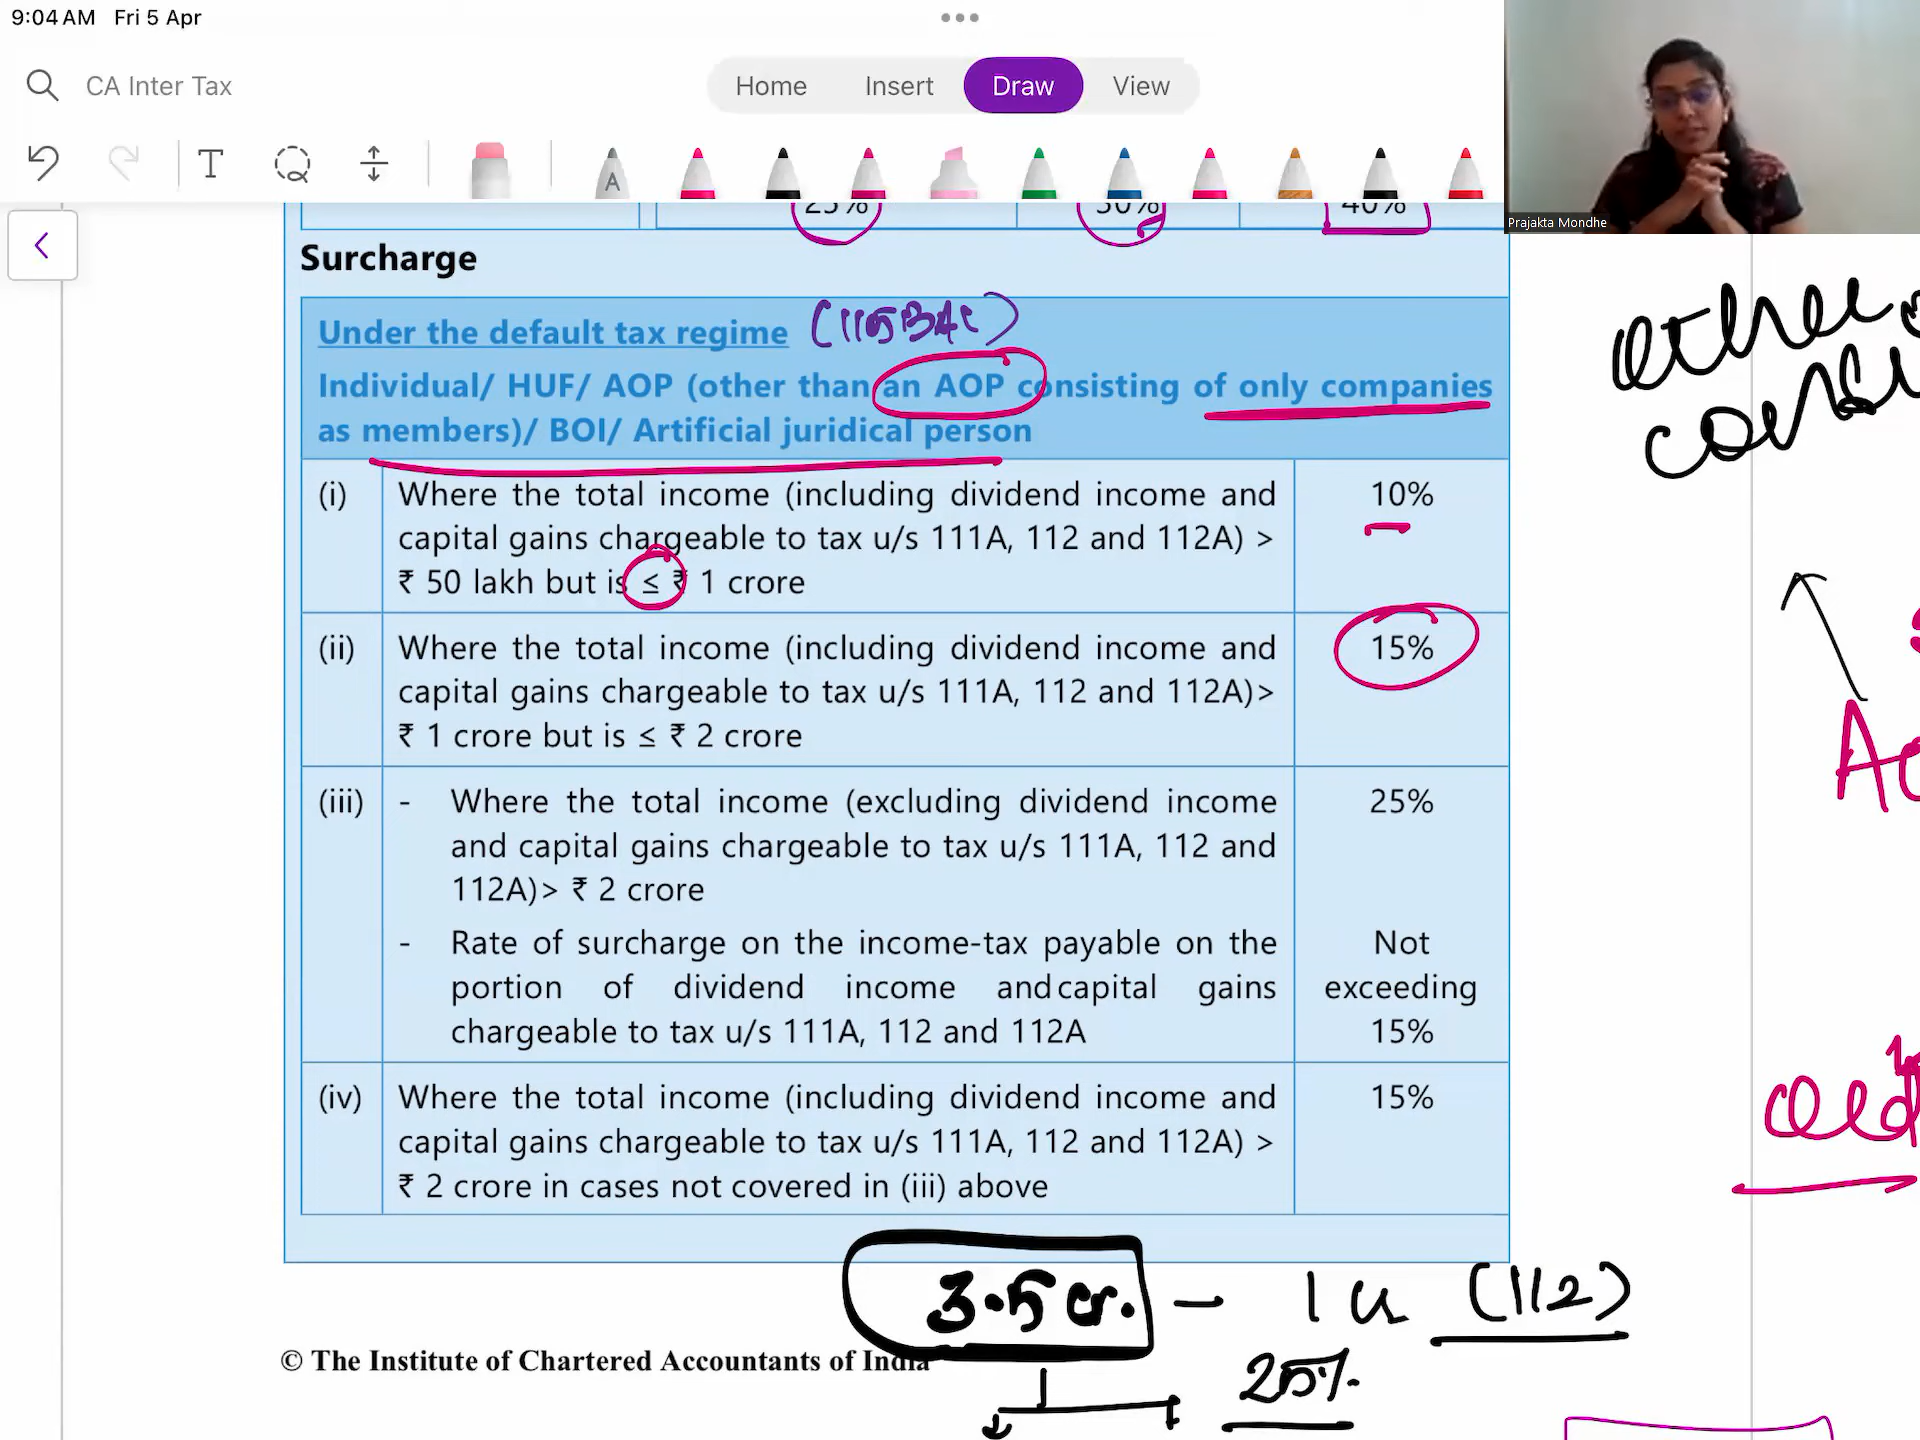 9:04 AM Fri 5 Apr
CA Inter Tax
Home Insert Draw View
T
A
25% 30% 40%
Prajakta Mondhe
Surcharge
Under the default tax regime (115BAC)
Individual/ HUF/ AOP (other than an AOP consisting of only companies
as members)/ BOI/ Artificial juridical person
(i) Where the total income (including dividend income and 10%
capital gains chargeable to tax u/s 111A, 112 and 112A) >
₹ 50 lakh but is ≤ ₹ 1 crore
(ii) Where the total income (including dividend income and 15%
capital gains chargeable to tax u/s 111A, 112 and 112A)>
₹ 1 crore but is ≤ ₹ 2 crore
(iii) - Where the total income (excluding dividend income 25%
and capital gains chargeable to tax u/s 111A, 112 and
112A)> ₹ 2 crore
- Rate of surcharge on the income-tax payable on the Not
portion of dividend income and capital gains exceeding
chargeable to tax u/s 111A, 112 and 112A 15%
(iv) Where the total income (including dividend income and 15%
capital gains chargeable to tax u/s 111A, 112 and 112A) >
₹ 2 crore in cases not covered in (iii) above
3.5 cr. - 1 cr (112)
© The Institute of Chartered Accountants of India
25%